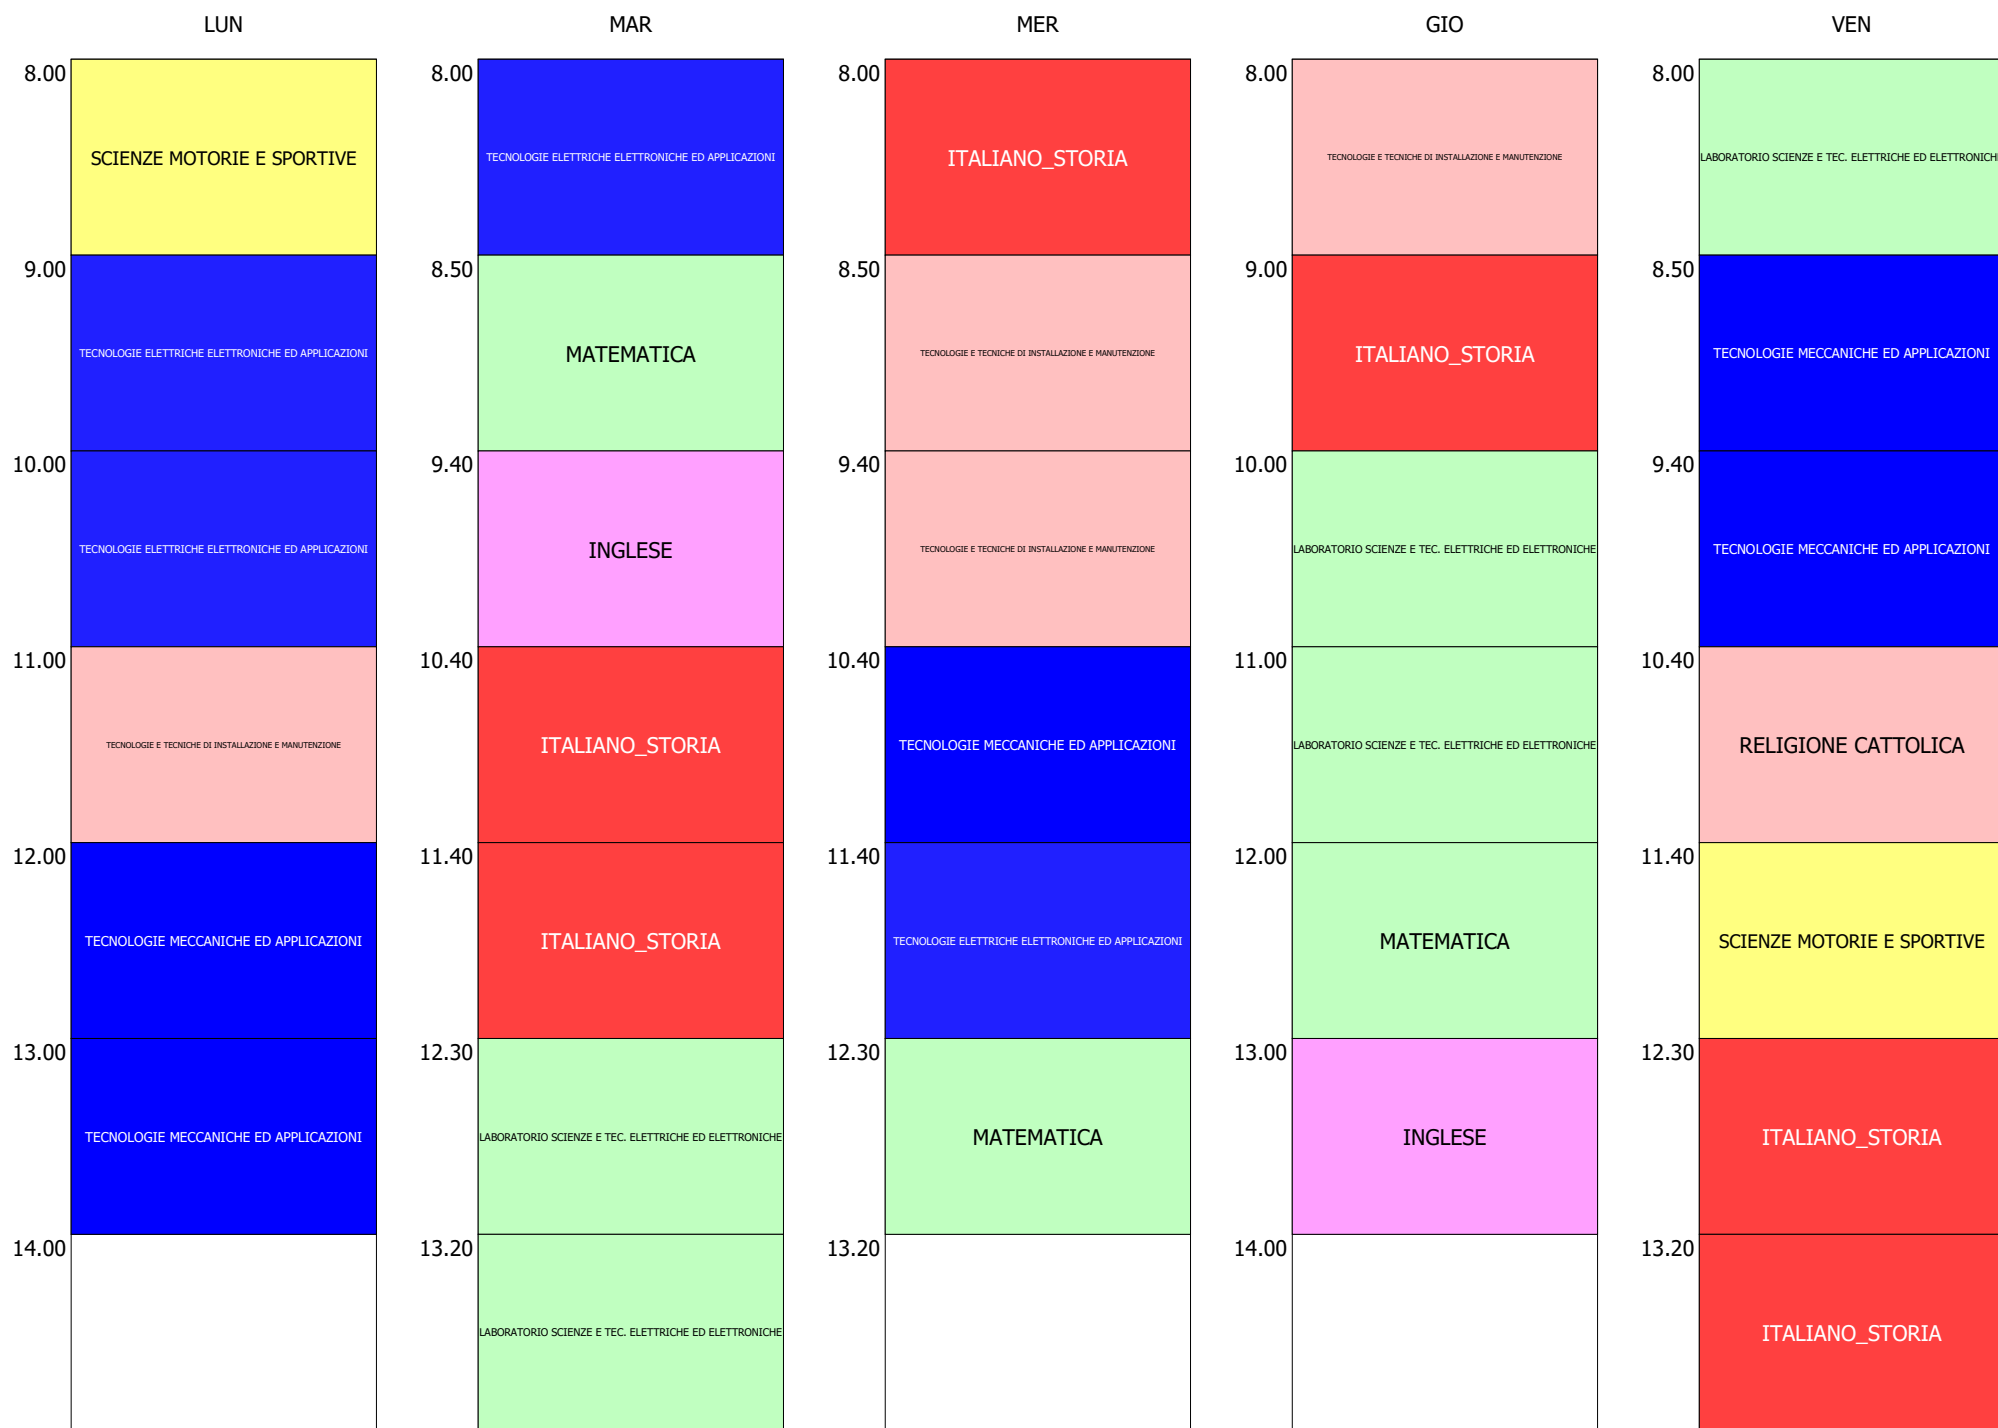 LUN MAR MER GIO VEN
8.00 SCIENZE MOTORIE E SPORTIVE 8.00 TECNOLOGIE ELETTRICHE ELETTRONICHE ED APPLICAZIONI 8.00 ITALIANO_STORIA 8.00 TECNOLOGIE E TECNICHE DI INSTALLAZIONE E MANUTENZIONE 8.00 LABORATORIO SCIENZE E TEC. ELETTRICHE ED ELETTRONICH
9.00 TECNOLOGIE ELETTRICHE ELETTRONICHE ED APPLICAZIONI 8.50 MATEMATICA 8.50 TECNOLOGIE E TECNICHE DI INSTALLAZIONE E MANUTENZIONE 9.00 ITALIANO_STORIA 8.50 TECNOLOGIE MECCANICHE ED APPLICAZIONI
10.00 TECNOLOGIE ELETTRICHE ELETTRONICHE ED APPLICAZIONI 9.40 INGLESE 9.40 TECNOLOGIE E TECNICHE DI INSTALLAZIONE E MANUTENZIONE 10.00 LABORATORIO SCIENZE E TEC. ELETTRICHE ED ELETTRONICHE 9.40 TECNOLOGIE MECCANICHE ED APPLICAZIONI
11.00 TECNOLOGIE E TECNICHE DI INSTALLAZIONE E MANUTENZIONE 10.40 ITALIANO_STORIA 10.40 TECNOLOGIE MECCANICHE ED APPLICAZIONI 11.00 LABORATORIO SCIENZE E TEC. ELETTRICHE ED ELETTRONICHE 10.40 RELIGIONE CATTOLICA
12.00 TECNOLOGIE MECCANICHE ED APPLICAZIONI 11.40 ITALIANO_STORIA 11.40 TECNOLOGIE ELETTRICHE ELETTRONICHE ED APPLICAZIONI 12.00 MATEMATICA 11.40 SCIENZE MOTORIE E SPORTIVE
13.00 TECNOLOGIE MECCANICHE ED APPLICAZIONI 12.30 LABORATORIO SCIENZE E TEC. ELETTRICHE ED ELETTRONICHE 12.30 MATEMATICA 13.00 INGLESE 12.30 ITALIANO_STORIA
14.00 13.20 LABORATORIO SCIENZE E TEC. ELETTRICHE ED ELETTRONICHE 13.20 14.00 13.20 ITALIANO_STORIA